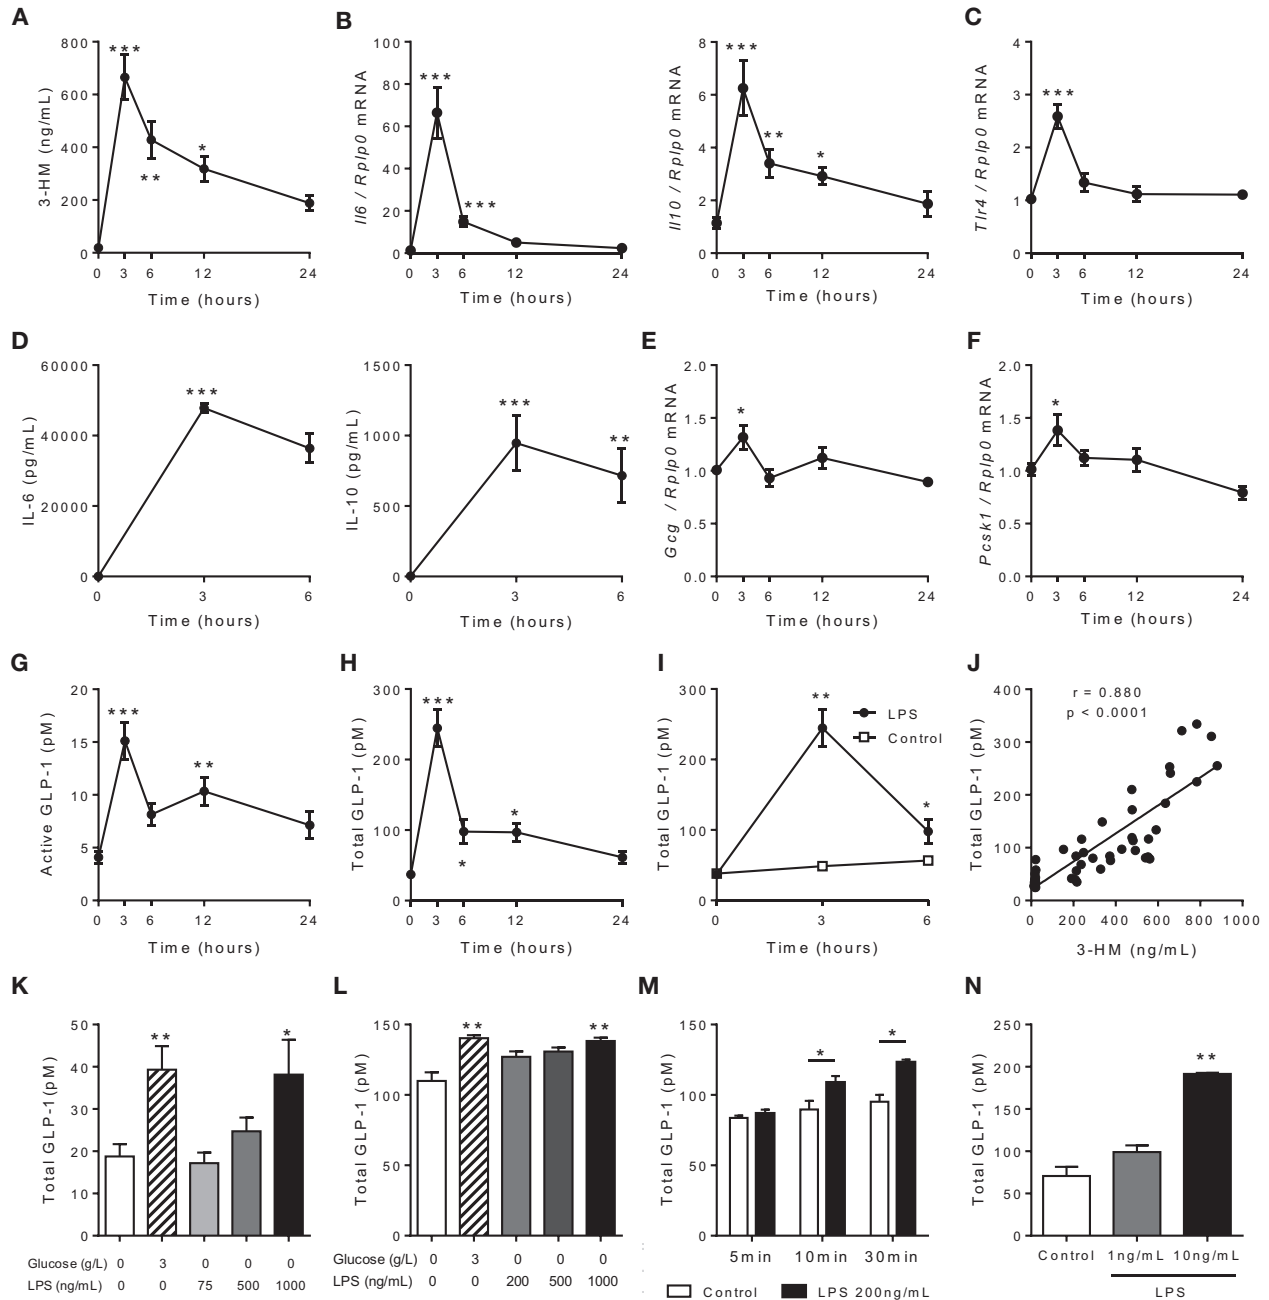 A
3-HM (ng/mL)
800
***
600
400
**
*
200
0
0 3 6 12 24
Time (hours)
B
Il6 / Rplp0 mRNA
100
80
***
60
40
20
***
0
0 3 6 12 24
Time (hours)
Il10 / Rplp0 mRNA
8
***
6
4
**
*
2
0
0 3 6 12 24
Time (hours)
C
Tlr4 / Rplp0 mRNA
4
3
***
2
1
0
0 3 6 12 24
Time (hours)
D
IL-6 (pg/mL)
60000
***
40000
20000
0
0 3 6
Time (hours)
IL-10 (pg/mL)
1500
***
1000
**
500
0
0 3 6
Time (hours)
E
Gcg / Rplp0 mRNA
2.0
1.5
*
1.0
0.5
0.0
0 3 6 12 24
Time (hours)
F
Pcsk1 / Rplp0 mRNA
2.0
1.5
*
1.0
0.5
0.0
0 3 6 12 24
Time (hours)
G
Active GLP-1 (pM)
20
***
15
**
10
5
0
0 3 6 12 24
Time (hours)
H
Total GLP-1 (pM)
300
***
200
100
*
*
0
0 3 6 12 24
Time (hours)
I
Total GLP-1 (pM)
300
**
LPS
Control
200
*
100
0
0 3 6
Time (hours)
J
Total GLP-1 (pM)
400
r = 0.880
p < 0.0001
300
200
100
0
0 200 400 600 800 1000
3-HM (ng/mL)
K
Total GLP-1(pM)
50
**
*
40
30
20
10
0
Glucose (g/L) 0 3 0 0 0
LPS (ng/mL) 0 0 75 500 1000
L
Total GLP-1 (pM)
150
**
**
100
50
0
Glucose (g/L) 0 3 0 0 0
LPS (ng/mL) 0 0 200 500 1000
M
Total GLP-1 (pM)
150
*
*
100
50
0
5min 10min 30min
Control LPS 200ng/mL
N
Total GLP-1 (pM)
250
200
**
150
100
50
0
Control 1ng/mL 10ng/mL
LPS